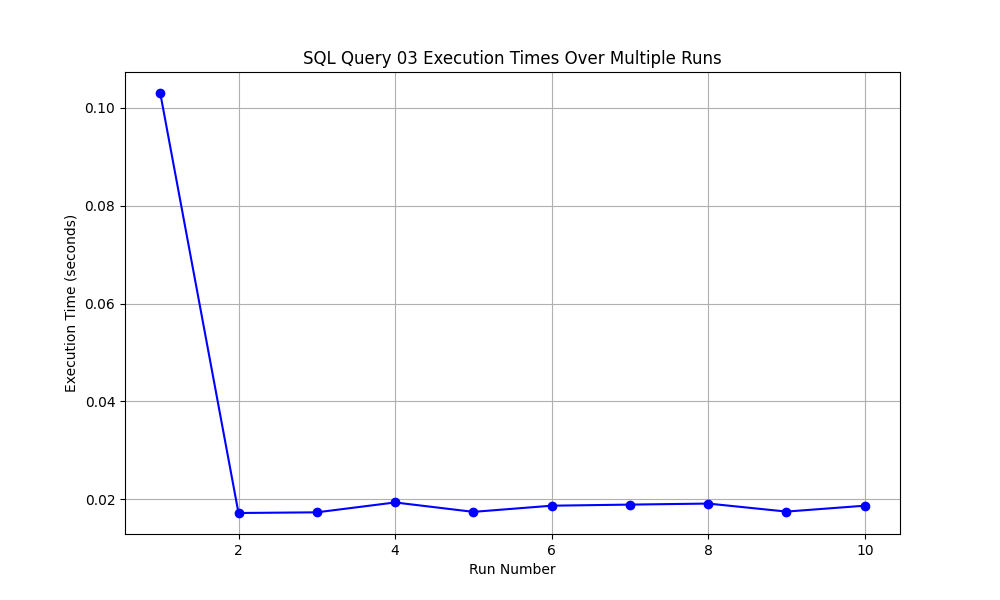 SQL Query 03 Execution Times Over Multiple Runs
Execution Time (seconds)
0.10
0.08
0.06
0.04
0.02
2 4 6 8 10
Run Number